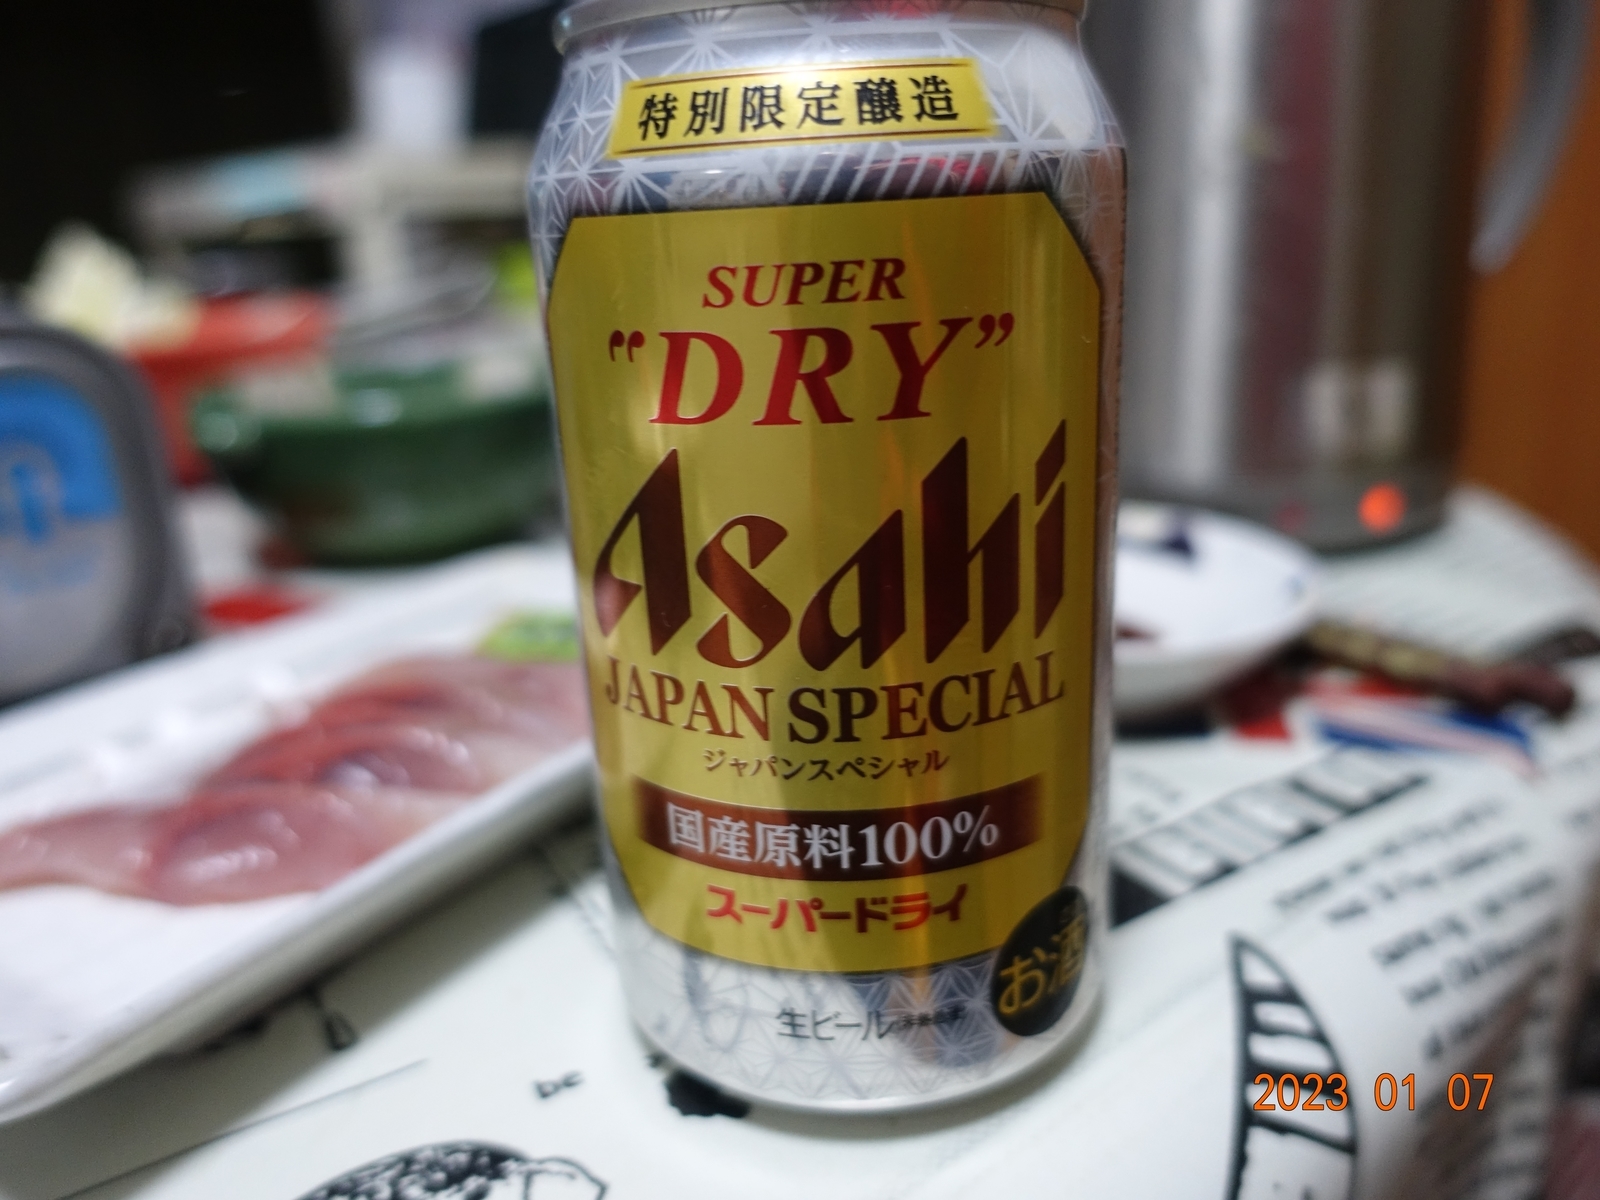 特別限定醸造
SUPER
"DRY"
Asahi
JAPAN SPECIAL
ジャパンスペシャル
国産原料100%
スーパードライ
お酒
生ビール
be
2023 01 07